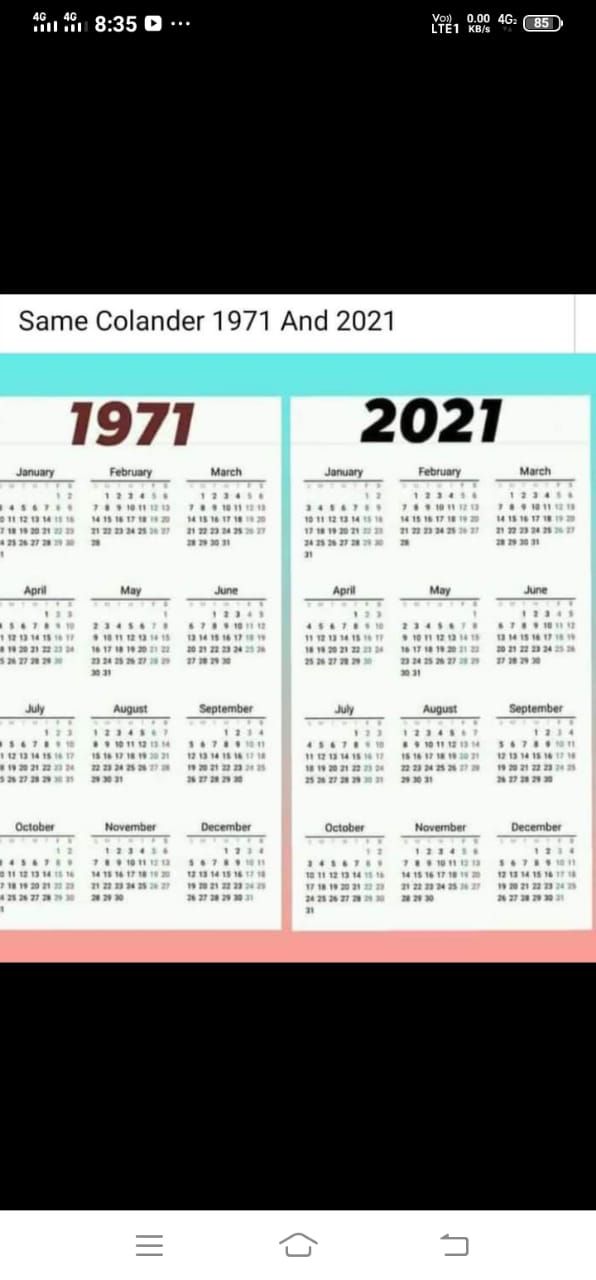 4G 4G 8:35 ... Vo)) LTE1 0.00 KB/s 4G 85
Same Colander 1971 And 2021
1971
January February March
1 2 1 2 3 4 5 6 1 2 3 4 5 6
4 5 6 7 8 9 7 8 9 10 11 12 13 7 8 9 10 11 12 13
11 12 13 14 15 16 14 15 16 17 18 19 20 14 15 16 17 18 19 20
18 19 20 21 22 23 21 22 23 24 25 26 27 21 22 23 24 25 26 27
25 26 27 28 29 30 28 28 29 30 31
April May June
1 2 3 1 1 2 3 4 5
5 6 7 8 9 10 2 3 4 5 6 7 8 6 7 8 9 10 11 12
12 13 14 15 16 17 9 10 11 12 13 14 15 13 14 15 16 17 18 19
19 20 21 22 23 24 16 17 18 19 20 21 22 20 21 22 23 24 25 26
26 27 28 29 30 23 24 25 26 27 28 29 27 28 29 30
30 31
July August September
1 2 3 1 2 3 4 5 6 7 1 2 3 4
5 6 7 8 9 10 8 9 10 11 12 13 14 5 6 7 8 9 10 11
12 13 14 15 16 17 15 16 17 18 19 20 21 12 13 14 15 16 17 18
19 20 21 22 23 24 22 23 24 25 26 27 28 19 20 21 22 23 24 25
26 27 28 29 30 31 29 30 31 26 27 28 29 30
October November December
1 2 1 2 3 4 5 6 1 2 3 4
4 5 6 7 8 9 7 8 9 10 11 12 13 5 6 7 8 9 10 11
11 12 13 14 15 16 14 15 16 17 18 19 20 12 13 14 15 16 17 18
18 19 20 21 22 23 21 22 23 24 25 26 27 19 20 21 22 23 24 25
25 26 27 28 29 30 28 29 30 26 27 28 29 30 31
2021
January February March
1 2 1 2 3 4 5 6 1 2 3 4 5 6
3 4 5 6 7 8 9 7 8 9 10 11 12 13 7 8 9 10 11 12 13
10 11 12 13 14 15 16 14 15 16 17 18 19 20 14 15 16 17 18 19 20
17 18 19 20 21 22 23 21 22 23 24 25 26 27 21 22 23 24 25 26 27
24 25 26 27 28 29 30 28 28 29 30 31
31
April May June
1 2 3 1 1 2 3 4 5
4 5 6 7 8 9 10 2 3 4 5 6 7 8 6 7 8 9 10 11 12
11 12 13 14 15 16 17 9 10 11 12 13 14 15 13 14 15 16 17 18 19
18 19 20 21 22 23 24 16 17 18 19 20 21 22 20 21 22 23 24 25 26
25 26 27 28 29 30 23 24 25 26 27 28 29 27 28 29 30
30 31
July August September
1 2 3 1 2 3 4 5 6 7 1 2 3 4
4 5 6 7 8 9 10 8 9 10 11 12 13 14 5 6 7 8 9 10 11
11 12 13 14 15 16 17 15 16 17 18 19 20 21 12 13 14 15 16 17 18
18 19 20 21 22 23 24 22 23 24 25 26 27 28 19 20 21 22 23 24 25
25 26 27 28 29 30 31 29 30 31 26 27 28 29 30
October November December
1 2 1 2 3 4 5 6 1 2 3 4
3 4 5 6 7 8 9 7 8 9 10 11 12 13 5 6 7 8 9 10 11
10 11 12 13 14 15 16 14 15 16 17 18 19 20 12 13 14 15 16 17 18
17 18 19 20 21 22 23 21 22 23 24 25 26 27 19 20 21 22 23 24 25
24 25 26 27 28 29 30 28 29 30 26 27 28 29 30 31
31